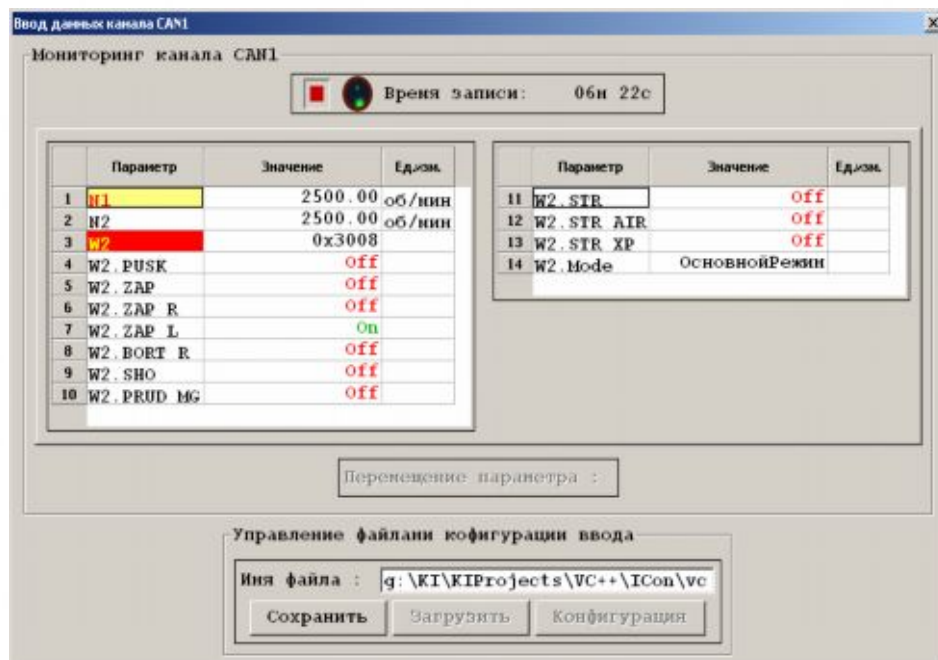 Ввод данных канала CAN1
Мониторинг канала CAN1
Время записи: 06м 22с
Параметр Значение Ед.изм.
1 N1 2500.00 об/мин
2 N2 2500.00 об/мин
3 W2 0x3008
4 W2.PUSK Off
5 W2.ZAP Off
6 W2.ZAP R Off
7 W2.ZAP L On
8 W2.BORT R Off
9 W2.SHO Off
10 W2.PRUD MG Off
Параметр Значение Ед.изм.
11 W2.STR Off
12 W2.STR AIR Off
13 W2.STR XP Off
14 W2.Mode ОсновнойРежим
Перемещение параметра :
Управление файлами кофигурации ввода
Имя файла : g:\KI\KIProjects\VC++\ICon\vc
Сохранить Загрузить Конфигурация